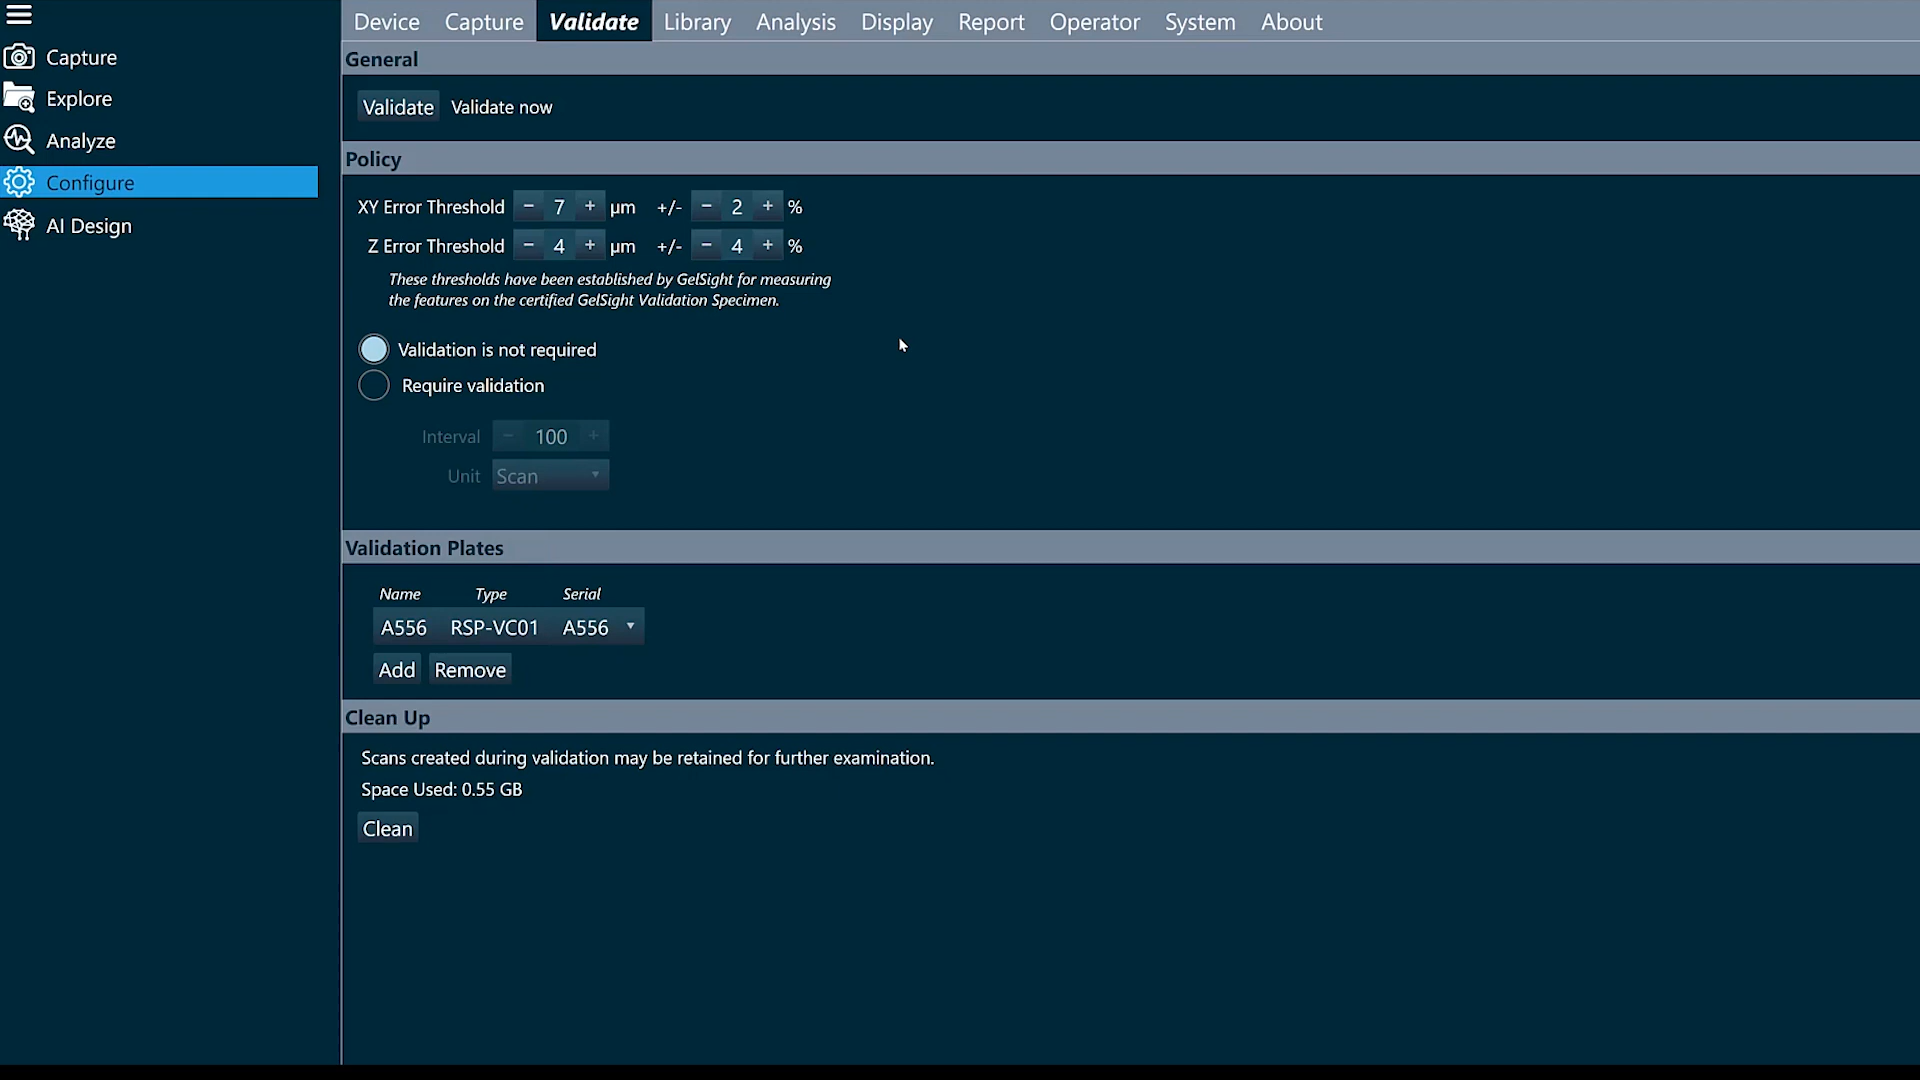 Device Capture Validate Library Analysis Display Report Operator System About
Capture
Explore
Analyze
Configure
AI Design
General
Validate Validate now
Policy
XY Error Threshold - 7 + µm +/- - 2 + %
Z Error Threshold - 4 + µm +/- - 4 + %
These thresholds have been established by GelSight for measuring
the features on the certified GelSight Validation Specimen.
Validation is not required
Require validation
Interval - 100 +
Unit Scan
Validation Plates
Name Type Serial
A556 RSP-VC01 A556
Add Remove
Clean Up
Scans created during validation may be retained for further examination.
Space Used: 0.55 GB
Clean